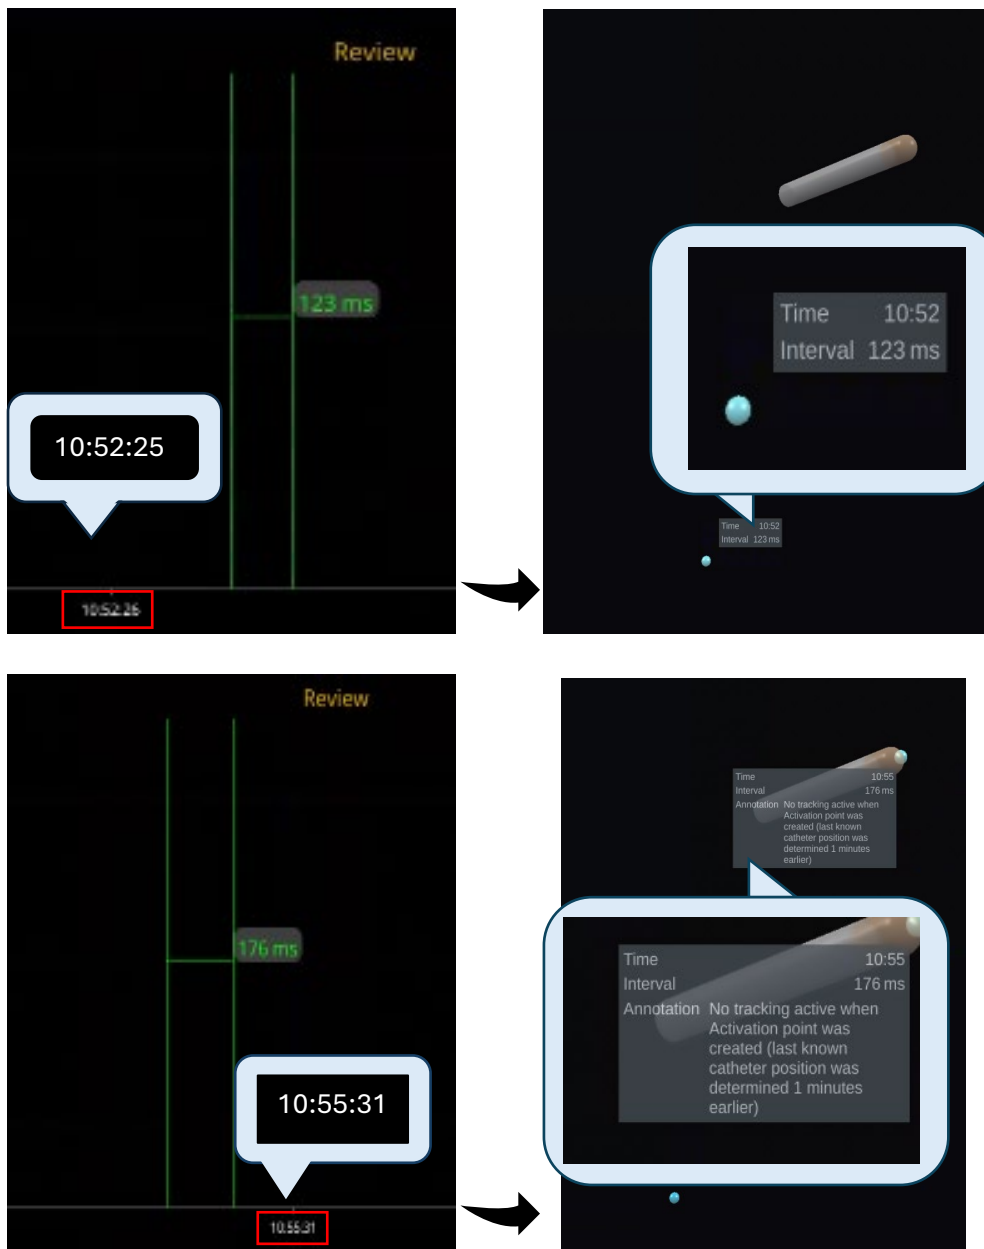 Review
123 ms
10:52:25
10:52:26
Time 10:52
Interval 123 ms
Time 10:52
Interval 123 ms
Review
176 ms
10:55:31
10:55:31
Time 10:55
Interval 176 ms
Annotation No tracking active when
Activation point was
created (last known
catheter position was
determined 1 minutes
earlier)
Time 10:55
Interval 176 ms
Annotation No tracking active when
Activation point was
created (last known
catheter position was
determined 1 minutes
earlier)